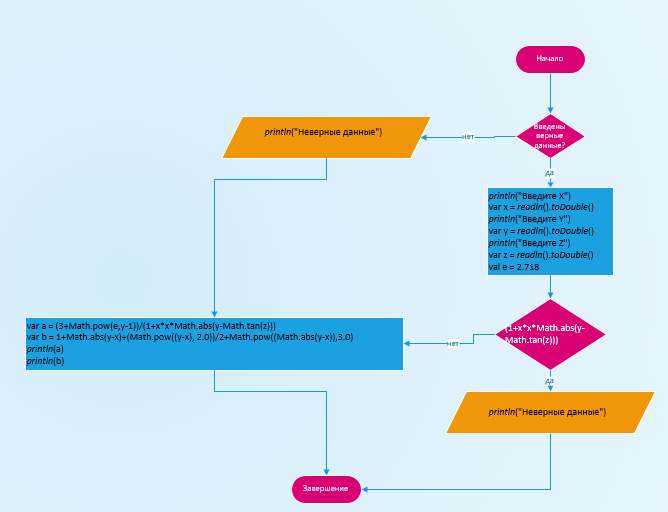 Начало
Введены
верные
данные?
нет
println("Неверные данные")
да
println("Введите X")
var x = readln().toDouble()
println("Введите Y")
var y = readln().toDouble()
println("Введите Z")
var z = readln().toDouble()
val e = 2.718
(1+x*x*Math.abs(y-
Math.tan(z)))
нет
var a = (3+Math.pow(e,y-1))/(1+x*x*Math.abs(y-Math.tan(z)))
var b = 1+Math.abs(y-x)+(Math.pow((y-x), 2.0))/2+Math.pow((Math.abs(y-x)),3.0)
println(a)
println(b)
да
println("Неверные данные")
Завершение